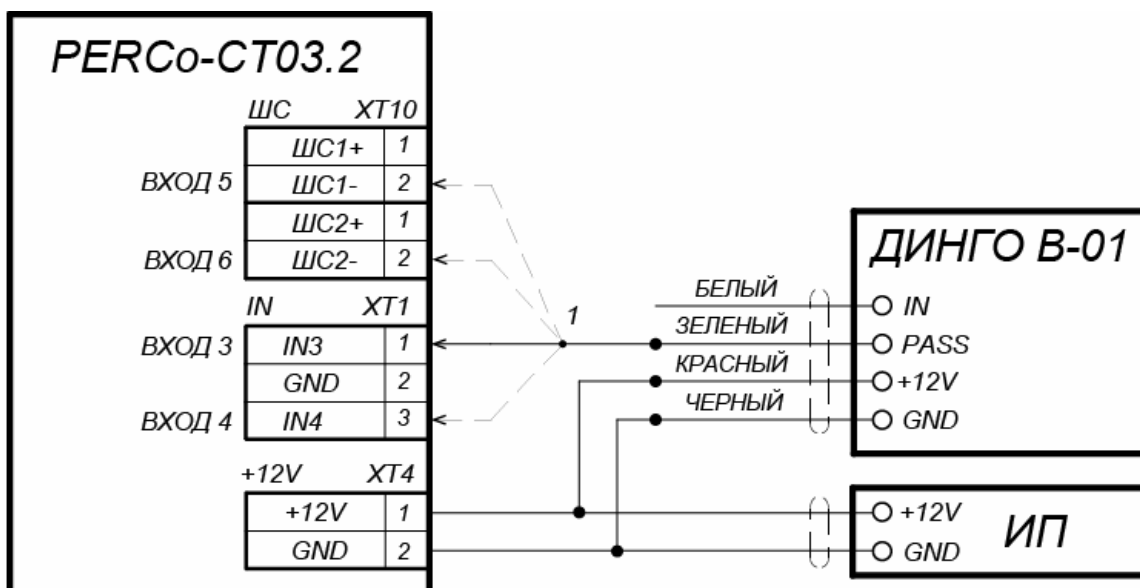 PERCo-CT03.2
ШС XT10
ШС1+ 1
ВХОД 5 ШС1- 2
ШС2+ 1
ВХОД 6 ШС2- 2
IN XT1
ВХОД 3 IN3 1
GND 2
ВХОД 4 IN4 3
+12V XT4
+12V 1
GND 2
1
БЕЛЫЙ
ЗЕЛЕНЫЙ
КРАСНЫЙ
ЧЕРНЫЙ
ДИНГО В-01
IN
PASS
+12V
GND
+12V
GND
ИП